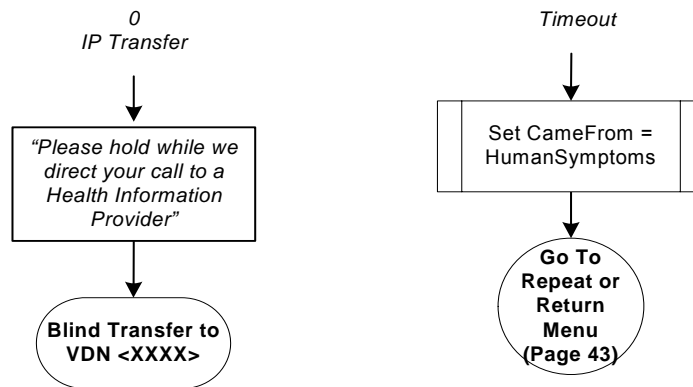 0
IP Transfer
“Please hold while we
direct your call to a
Health Information
Provider”
Blind Transfer to
VDN <XXXX>
Timeout
Set CameFrom =
HumanSymptoms
Go To
Repeat or
Return
Menu
(Page 43)